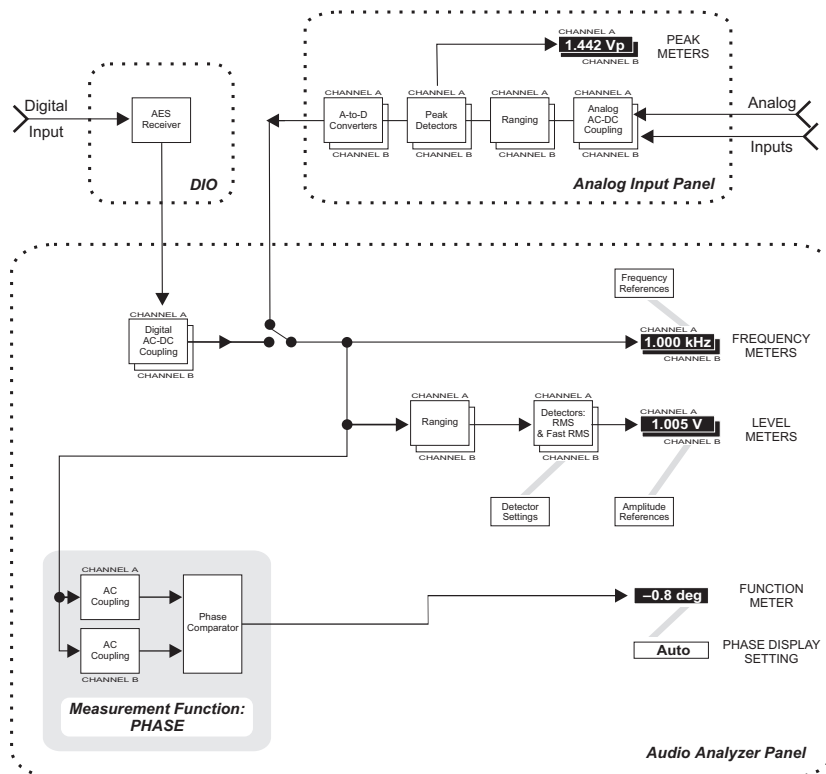 CHANNEL A
1.442 Vp
CHANNEL B
PEAK
METERS
Digital
Input
AES
Receiver
DIO
CHANNEL A
A-to-D
Converters
CHANNEL B
CHANNEL A
Peak
Detectors
CHANNEL B
CHANNEL A
Ranging
CHANNEL B
CHANNEL A
Analog
AC-DC
Coupling
CHANNEL B
Analog
Inputs
Analog Input Panel
CHANNEL A
Digital
AC-DC
Coupling
CHANNEL B
Frequency
References
CHANNEL A
1.000 kHz
CHANNEL B
FREQUENCY
METERS
CHANNEL A
Ranging
CHANNEL B
CHANNEL A
Detectors:
RMS
& Fast RMS
CHANNEL B
CHANNEL A
1.005 V
CHANNEL B
LEVEL
METERS
Detector
Settings
Amplitude
References
CHANNEL A
AC
Coupling
AC
Coupling
CHANNEL B
Phase
Comparator
Measurement Function:
PHASE
–0.8 deg
FUNCTION
METER
Auto
PHASE DISPLAY
SETTING
Audio Analyzer Panel